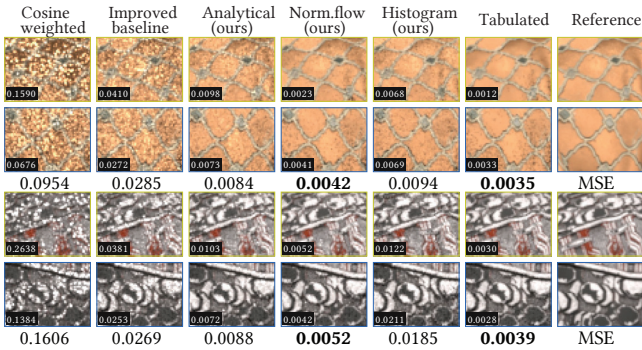 Cosine weighted Improved baseline Analytical (ours) Norm.flow (ours) Histogram (ours) Tabulated Reference
0.1590 0.0410 0.0098 0.0023 0.0068 0.0012
0.0676 0.0272 0.0073 0.0041 0.0069 0.0033
0.0954 0.0285 0.0084 0.0042 0.0094 0.0035 MSE
0.2638 0.0381 0.0103 0.0052 0.0122 0.0030
0.1384 0.0253 0.0072 0.0042 0.0211 0.0028
0.1606 0.0269 0.0088 0.0052 0.0185 0.0039 MSE